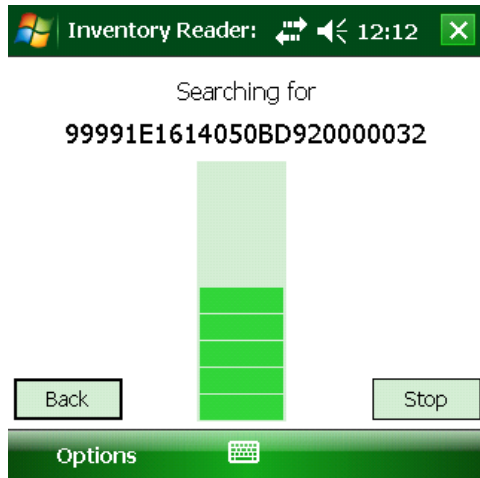 Inventory Reader: 12:12
Searching for
99991E1614050BD920000032
Back
Stop
Options